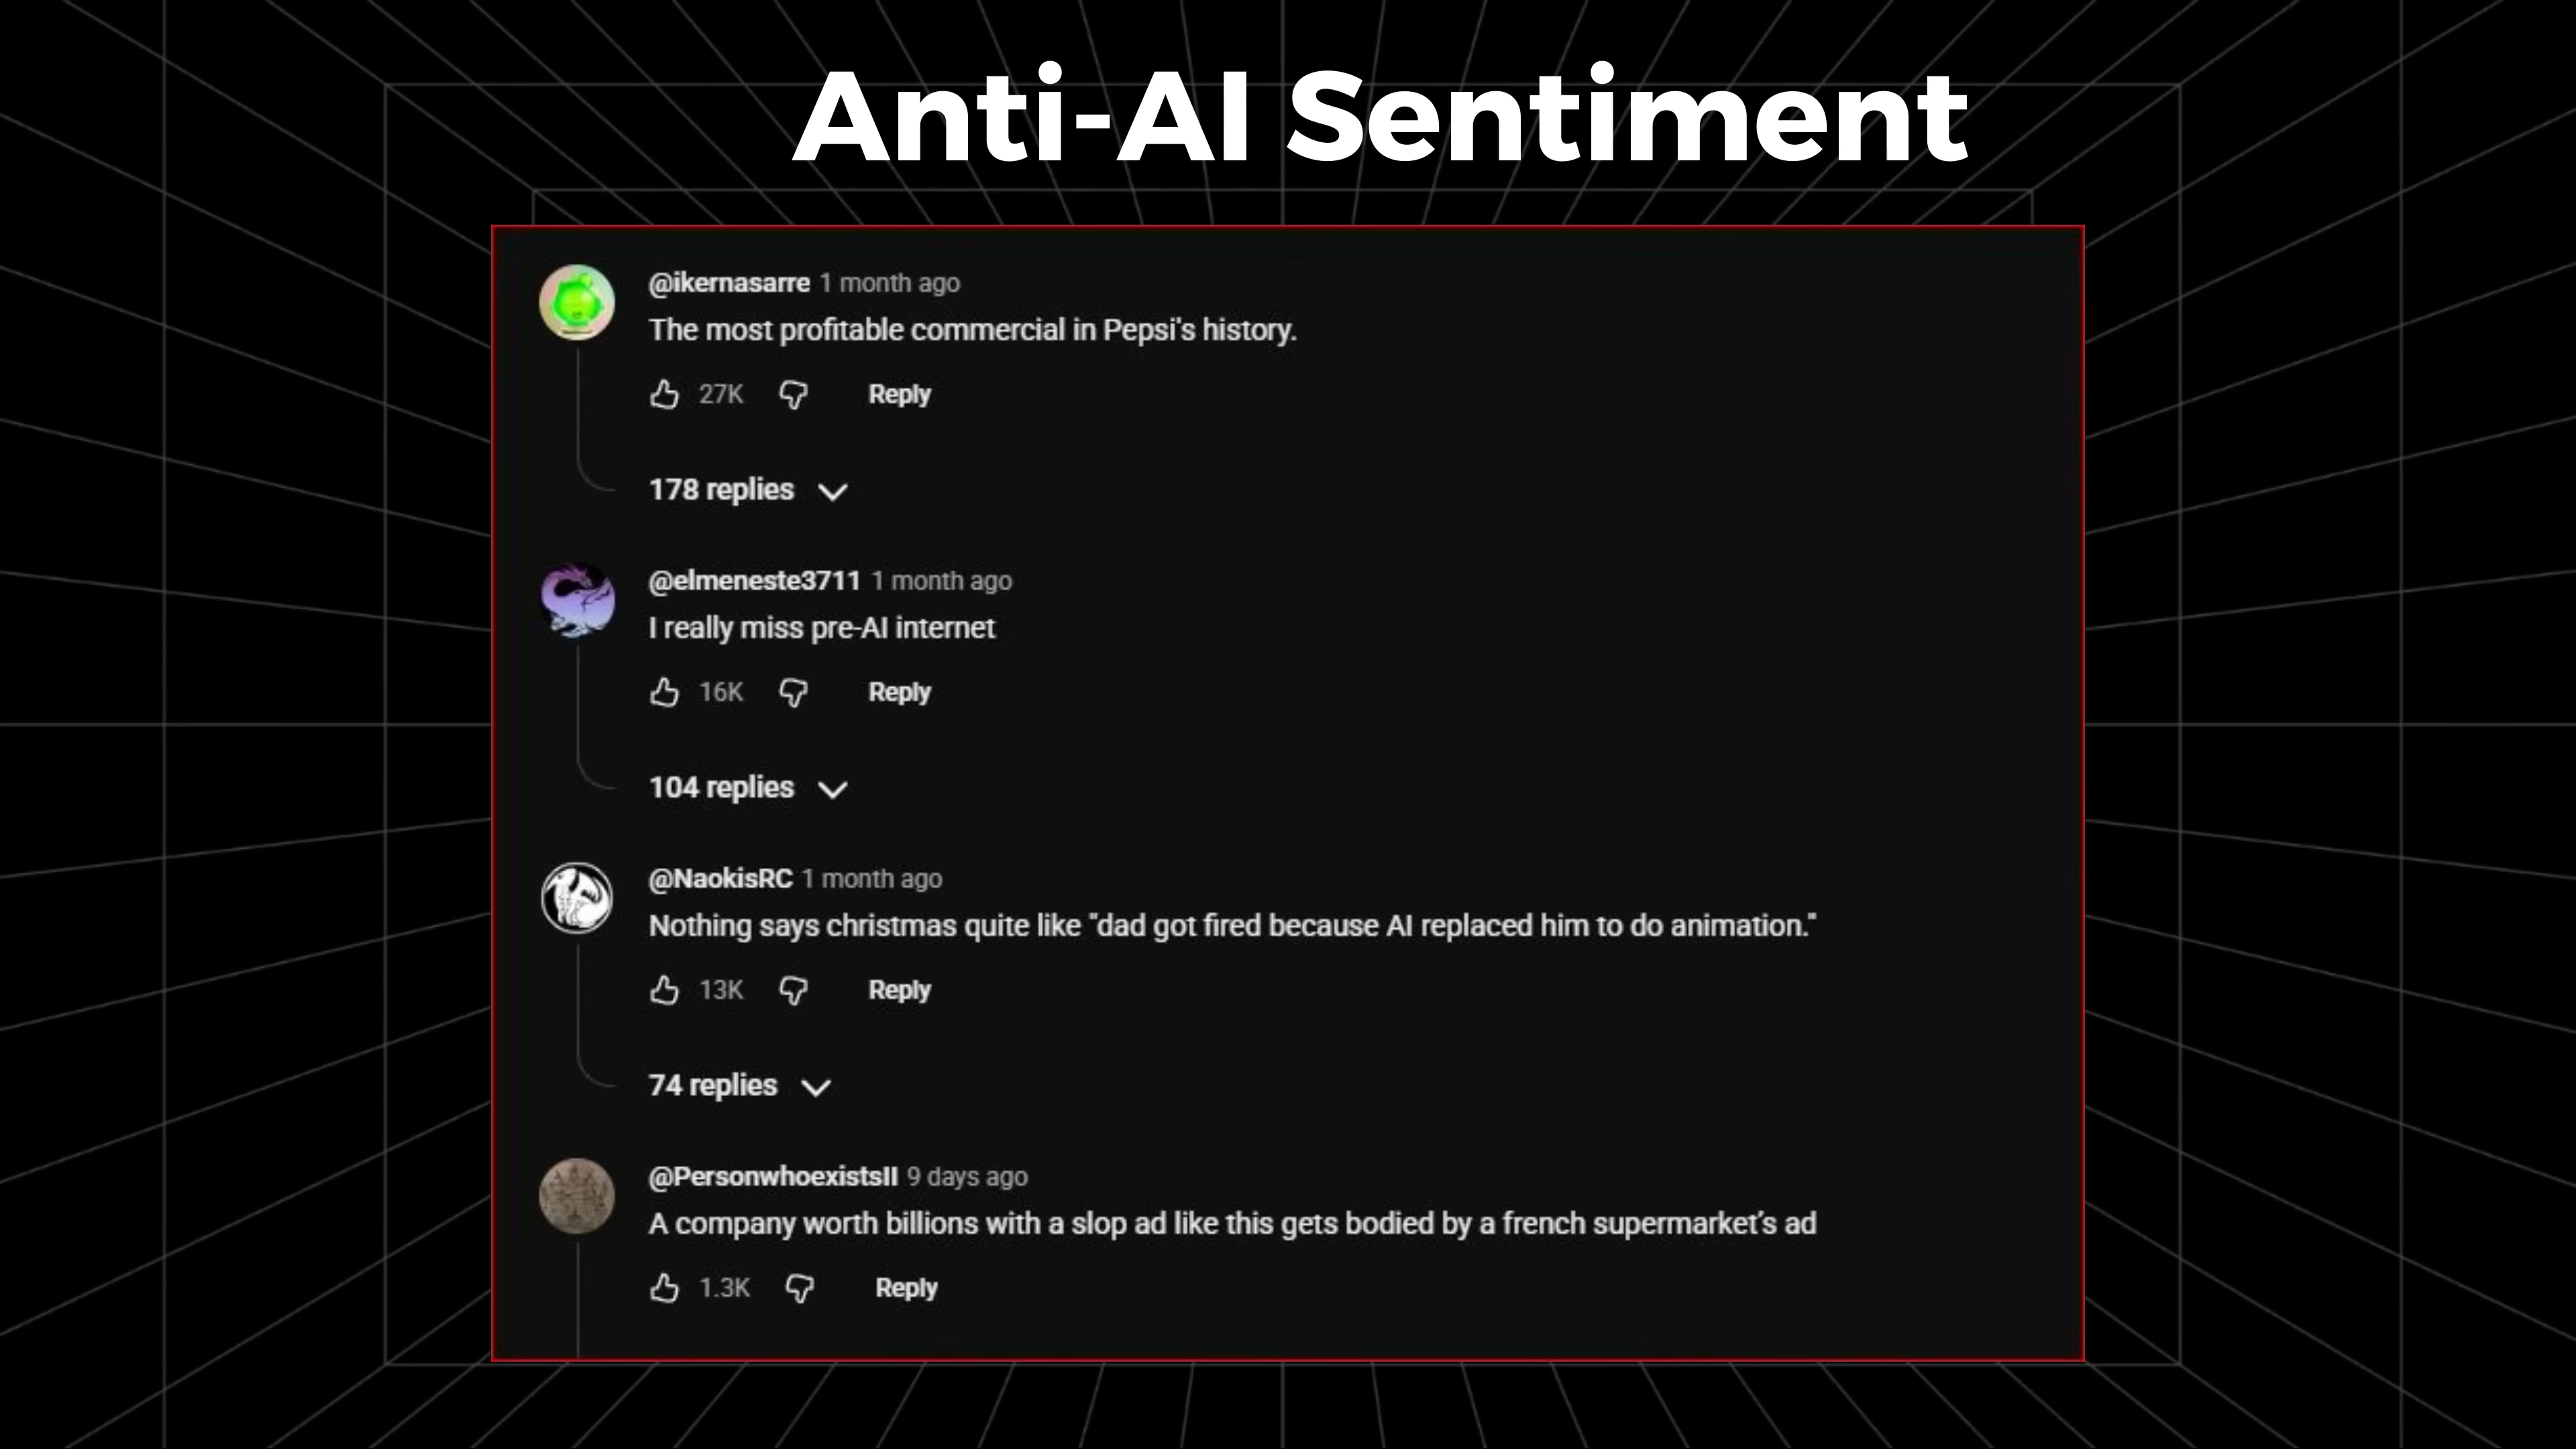 Anti-AI Sentiment
@ikernasarre 1 month ago
The most profitable commercial in Pepsi's history.
27K Reply
178 replies
@elmeneste3711 1 month ago
I really miss pre-AI internet
16K Reply
104 replies
@NaokisRC 1 month ago
Nothing says christmas quite like "dad got fired because AI replaced him to do animation."
13K Reply
74 replies
@PersonwhoexistsII 9 days ago
A company worth billions with a slop ad like this gets bodied by a french supermarket’s ad
1.3K Reply